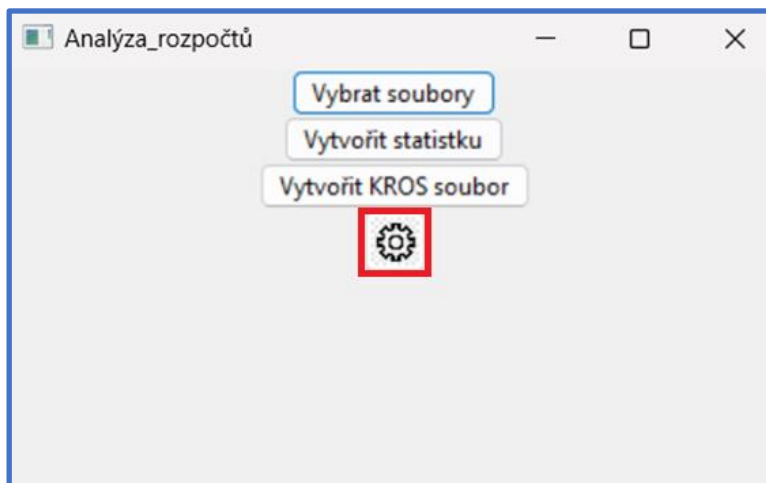 Analýza_rozpočtů
Vybrat soubory
Vytvořit statistku
Vytvořit KROS soubor